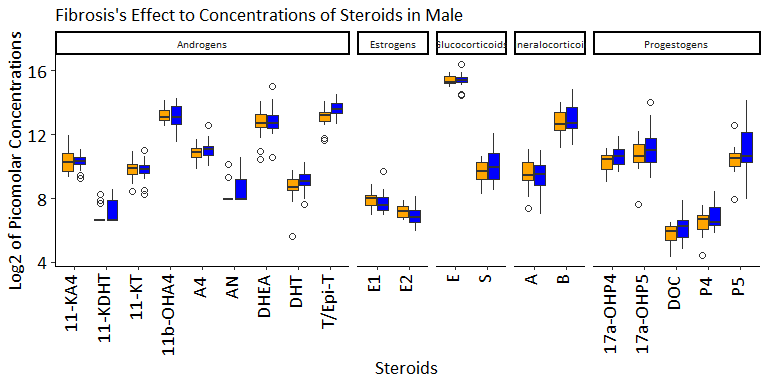 Fibrosis's Effect to Concentrations of Steroids in Male
Androgens
Estrogens
Glucocorticoids
neralocorticoi
Progestogens
Log2 of Picomolar Concentrations
16
12
8
4
11-KA4
11-KDHT
11-KT
11b-OHA4
A4
AN
DHEA
DHT
T/Epi-T
E1
E2
E
S
A
B
17a-OHP4
17a-OHP5
DOC
P4
P5
Steroids